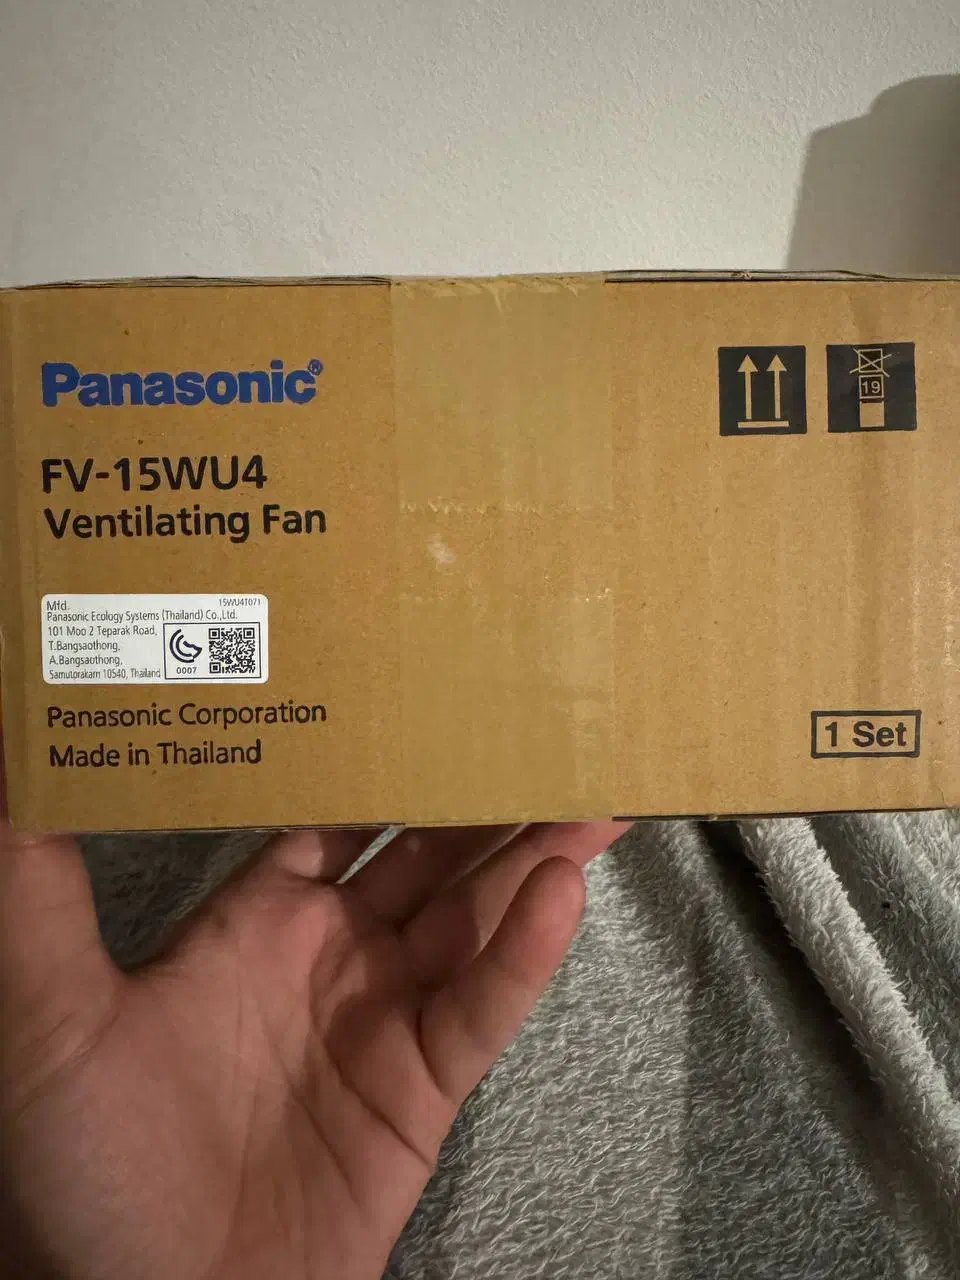 Panasonic®
19
FV-15WU4
Ventilating Fan
Mfd. 15WU4T071
Panasonic Ecology Systems (Thailand) Co.,Ltd.
101 Moo 2 Teparak Road,
T.Bangsaothong,
A.Bangsaothong,
Samutprakarn 10540, Thailand
0007
Panasonic Corporation
Made in Thailand
1 Set